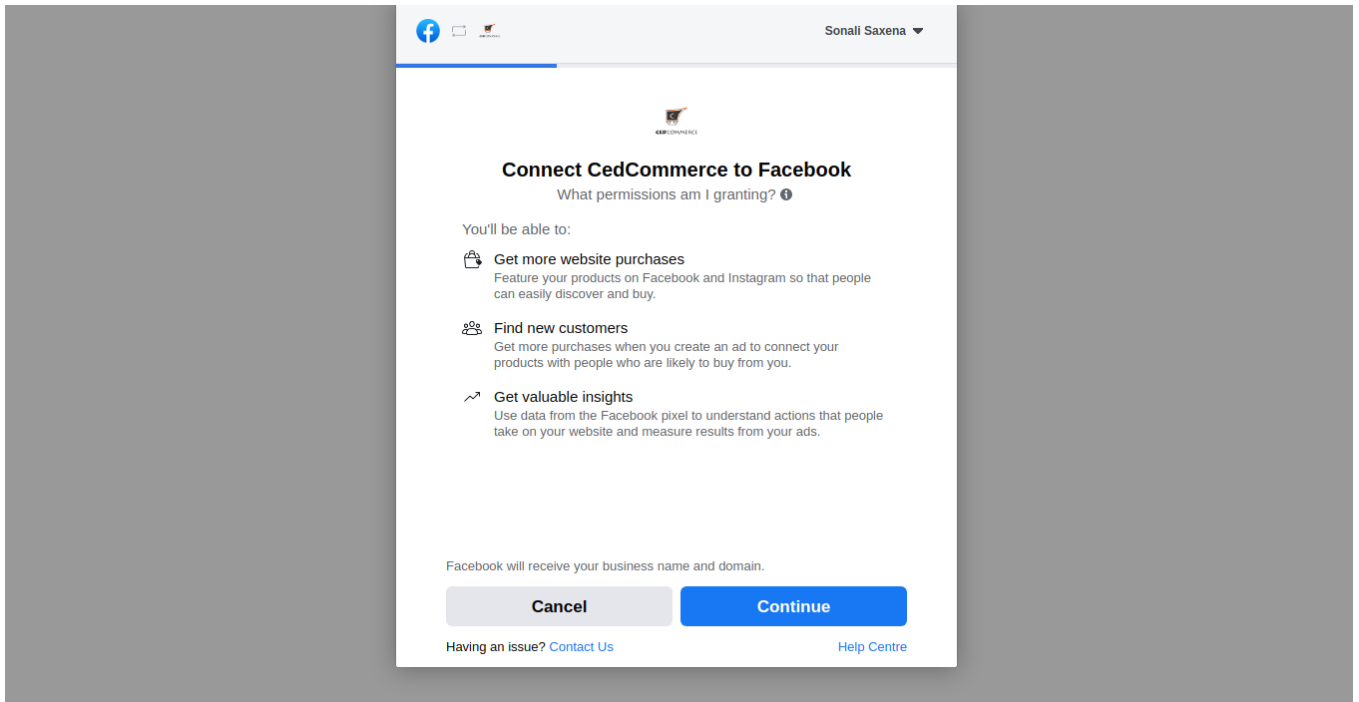 Sonali Saxena
CEDCOMMERCE
Connect CedCommerce to Facebook
What permissions am I granting?
You'll be able to:
Get more website purchases
Feature your products on Facebook and Instagram so that people
can easily discover and buy.
Find new customers
Get more purchases when you create an ad to connect your
products with people who are likely to buy from you.
Get valuable insights
Use data from the Facebook pixel to understand actions that people
take on your website and measure results from your ads.
Facebook will receive your business name and domain.
Cancel
Continue
Having an issue? Contact Us
Help Centre